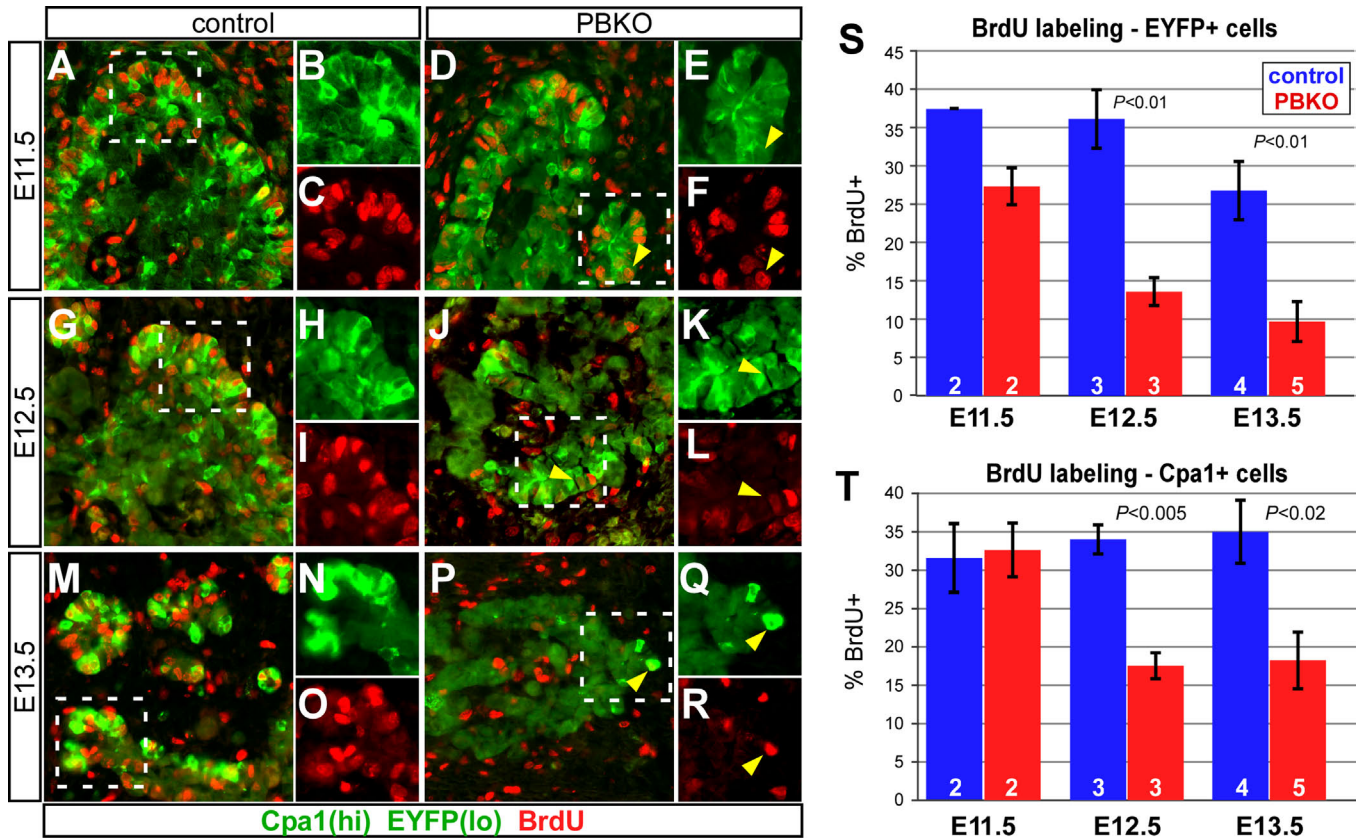 control
PBKO
E11.5
A
B
C
D
E
F
E12.5
G
H
I
J
K
L
E13.5
M
N
O
P
Q
R
Cpa1(hi) EYFP(lo) BrdU
S
BrdU labeling - EYFP+ cells
control
PBKO
% BrdU+
45
40
35
30
25
20
15
10
5
0
P<0.01
P<0.01
2 2 3 3 4 5
E11.5 E12.5 E13.5
T
BrdU labeling - Cpa1+ cells
% BrdU+
40
35
30
25
20
15
10
5
0
P<0.005
P<0.02
2 2 3 3 4 5
E11.5 E12.5 E13.5